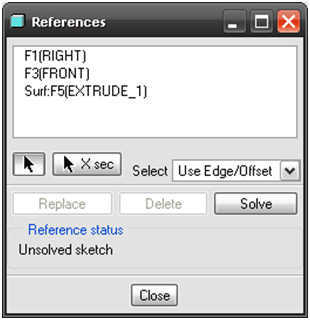 References
F1(RIGHT)
F3(FRONT)
Surf:F5(EXTRUDE_1)
X sec Select Use Edge/Offset
Replace Delete Solve
Reference status
Unsolved sketch
Close